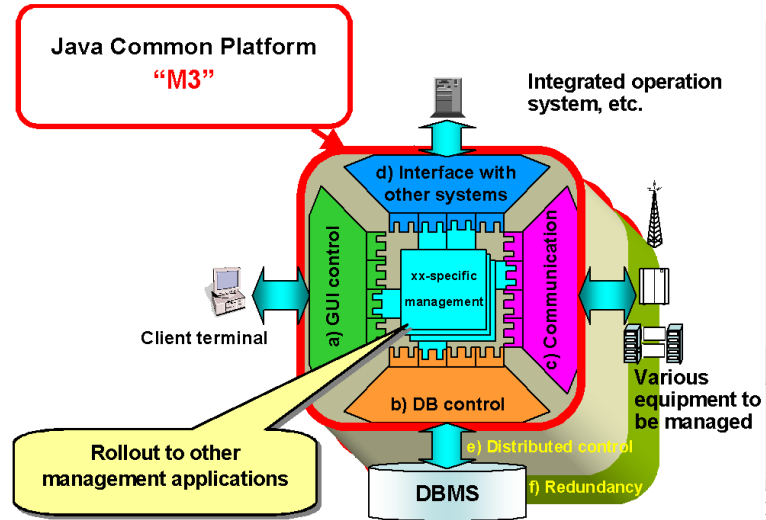 Java Common Platform
“M3”
Integrated operation
system, etc.
d) Interface with
other systems
a) GUI control
xx-specific
management
c) Communication
Client terminal
b) DB control
Various
equipment to
be managed
Rollout to other
management applications
e) Distributed control
f) Redundancy
DBMS